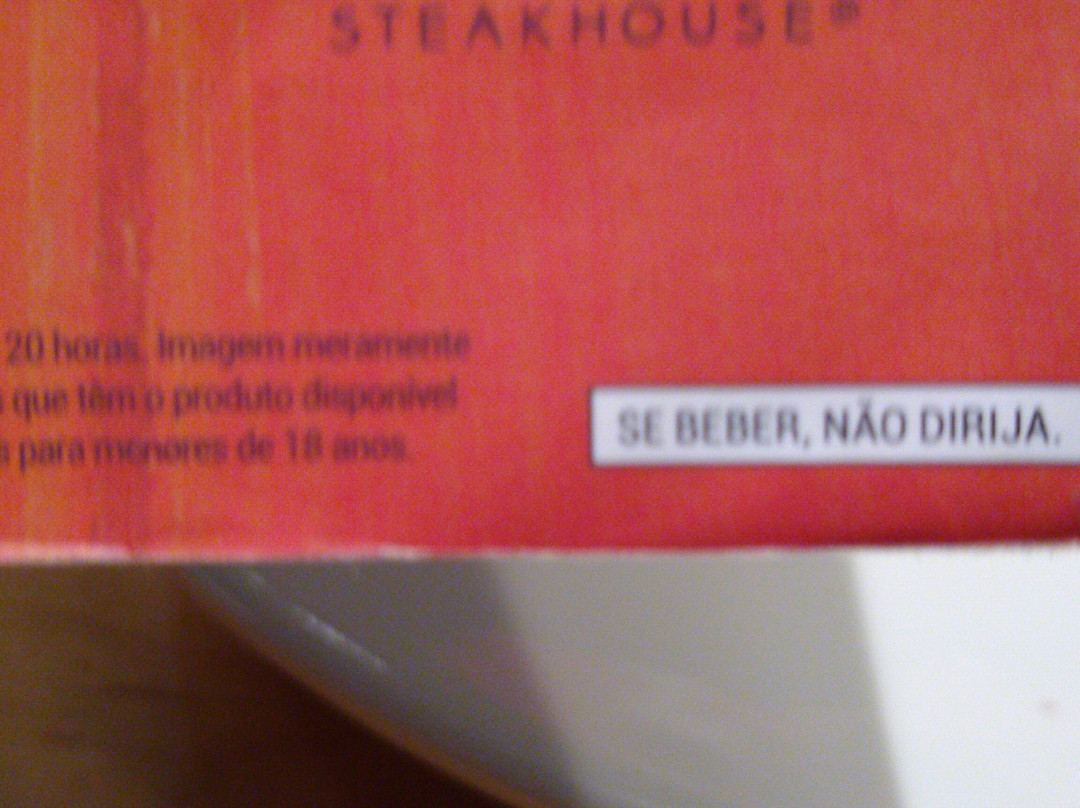 STEAKHOUSE®
20 horas. Imagem meramente
s que têm o produto disponível
s para menores de 18 anos.
SE BEBER, NÃO DIRIJA.